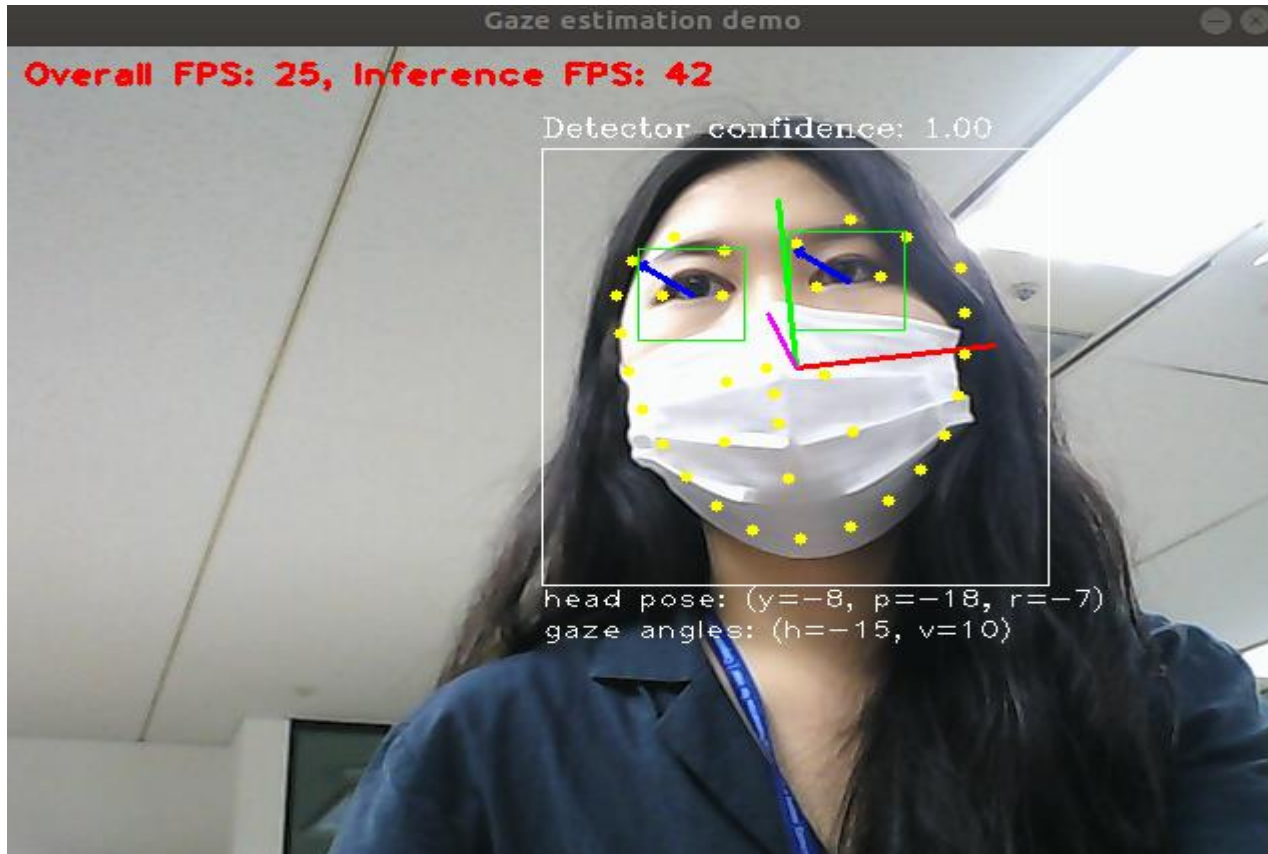 Gaze estimation demo
Overall FPS: 25, Inference FPS: 42
Detector confidence: 1.00
head pose: (y=-8, p=-18, r=-7)
gaze angles: (h=-15, v=10)